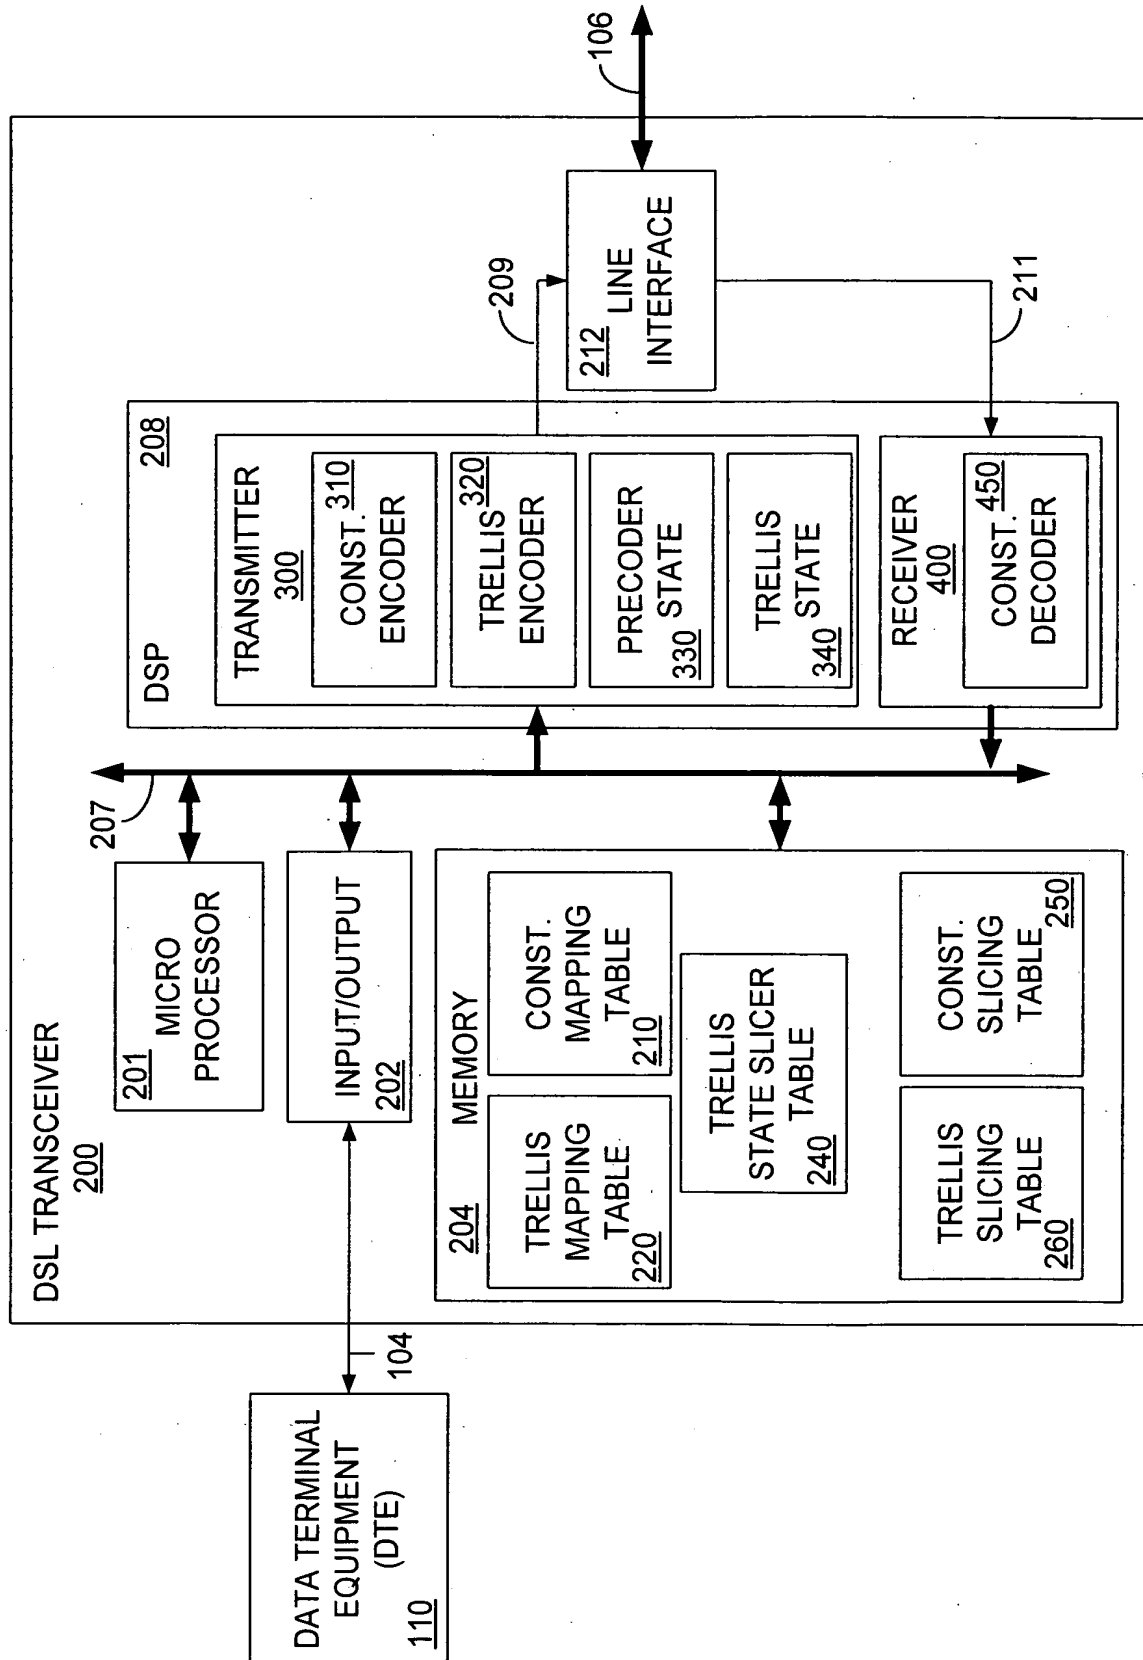 DSL TRANSCEIVER
200
DATA TERMINAL
EQUIPMENT
(DTE)
110
104
201
MICRO
PROCESSOR
INPUT/OUTPUT
202
207
204
MEMORY
TRELLIS
MAPPING
TABLE
220
CONST.
MAPPING
TABLE
210
TRELLIS
STATE SLICER
TABLE
240
TRELLIS
SLICING
TABLE
260
CONST.
SLICING
TABLE
250
DSP
208
TRANSMITTER
300
CONST.
310
ENCODER
TRELLIS
320
ENCODER
PRECODER
STATE
330
TRELLIS
STATE
340
RECEIVER
400
CONST.
450
DECODER
209
212
LINE
INTERFACE
211
106